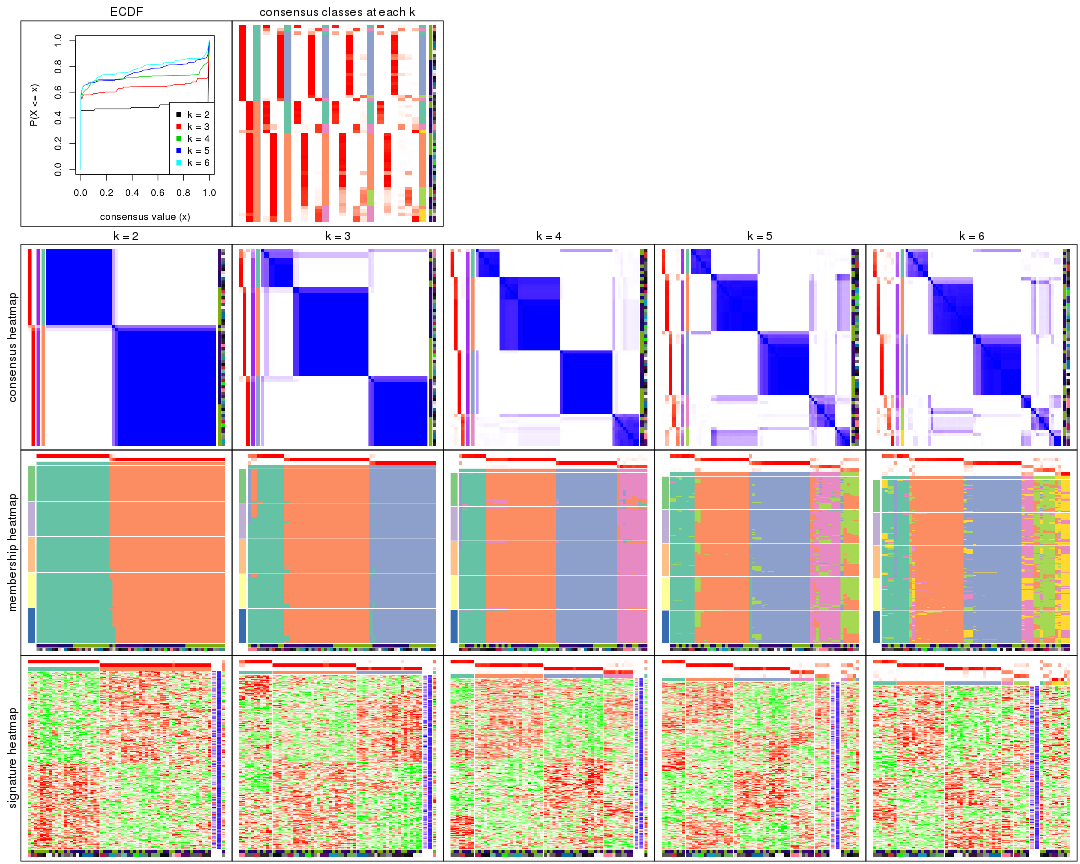 ECDF
consensus classes at each k
P(X <= x)
0.0
0.2
0.4
0.6
0.8
1.0
k = 2
k = 3
k = 4
k = 5
k = 6
0.0 0.2 0.4 0.6 0.8 1.0
consensus value (x)
k = 2
k = 3
k = 4
k = 5
k = 6
consensus heatmap
membership heatmap
signature heatmap